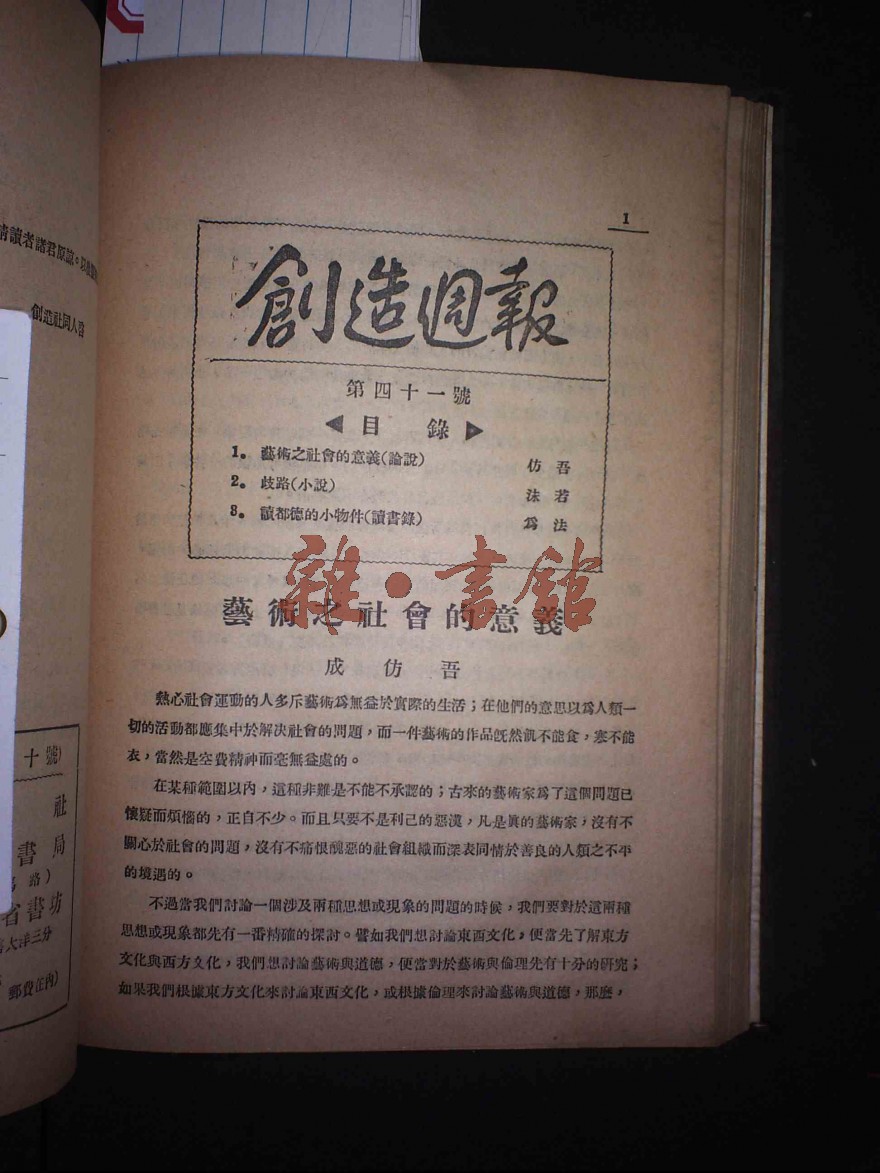 請讀者諸君原諒。以
創造社同人啓
十號)
社
書局
路)
省書坊
大洋三分
郵費在內)
1
創造週報
第四十一號
◀目 錄▶
1。 藝術之社會的意義(論說) 仿吾
2。 歧路(小說) 沫若
3。 讀都德的小物件(讀書錄) 爲法
雜·書館
藝術之社會的意義
成仿吾
熱心社會運動的人多斥藝術爲無益於實際的生活;在他們的意思以爲人類一
切的活動都應集中於解決社會的問題,而一件藝術的作品旣然飢不能食,寒不能
衣,當然是空費精神而毫無益處的。
在某種範圍以內,這種非難是不能不承認的;古來的藝術家爲了這個問題已
懷疑而煩惱的,正自不少。而且只要不是利己的惡漢,凡是眞的藝術家,沒有不
關心於社會的問題,沒有不痛恨醜惡的社會組織而深表同情於善良的人類之不平
的境遇的。
不過當我們討論一個涉及兩種思想或現象的問題的時候,我們要對於這兩種
思想或現象都先有一番精確的探討。譬如我們想討論東西文化,便當先了解東方
文化與西方文化,我們想討論藝術與道德,便當對於藝術與倫理先有十分的硏究;
如果我們根據東方文化來討論東西文化,或根據倫理來討論藝術與道德,那麽,